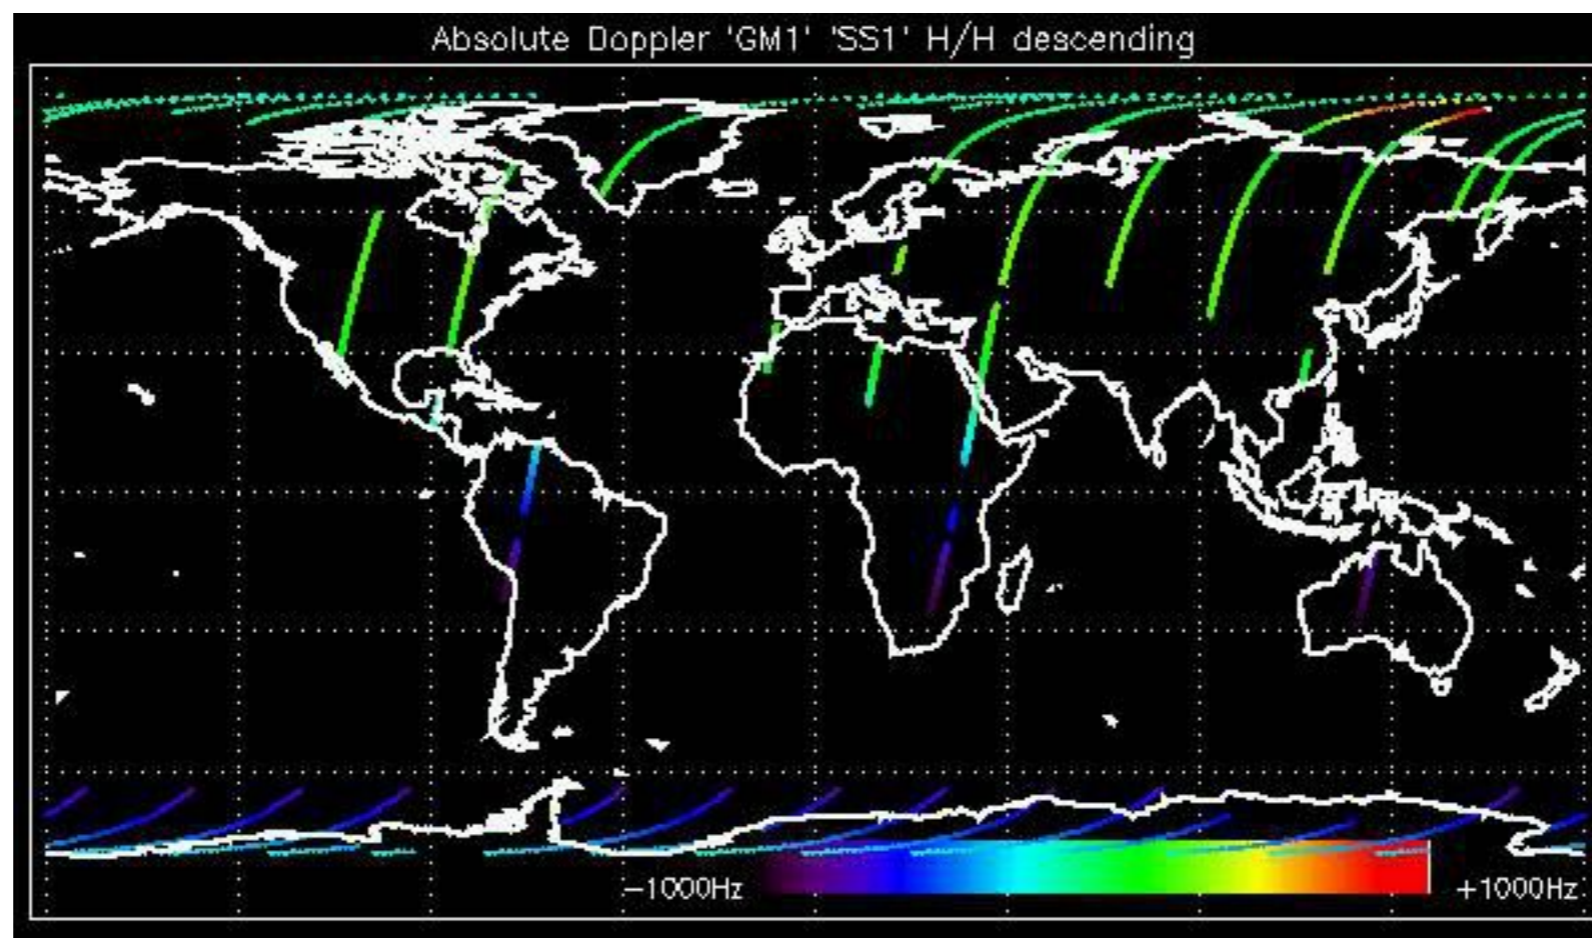 Absolute Doppler 'GM1' 'SS1' H/H descending
-1000Hz
+1000Hz